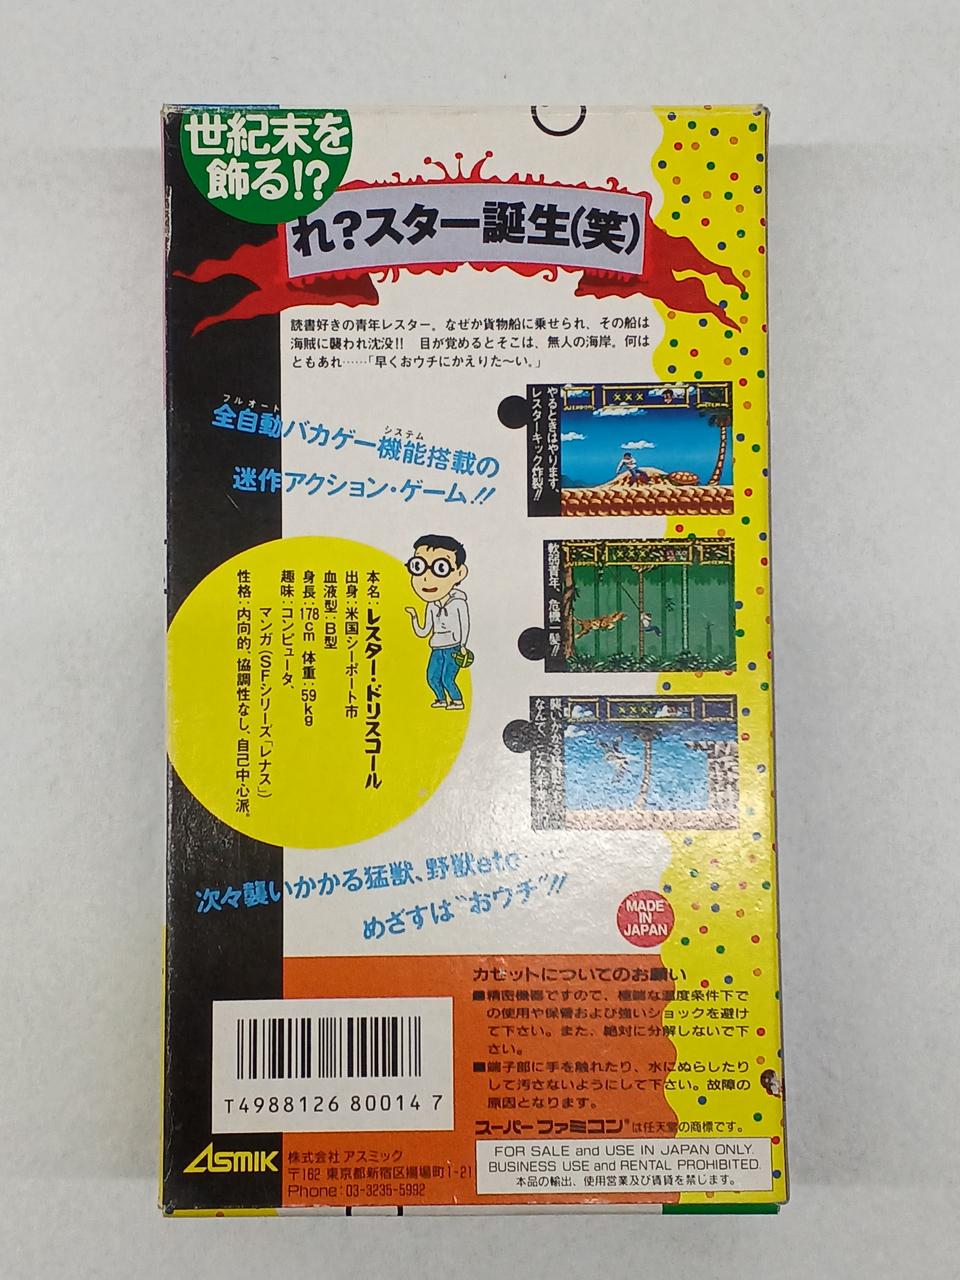 世紀末を
飾る!?
れ?スター誕生(笑)
読書好きの青年レスター。なぜか貨物船に乗せられ、その船は
海賊に襲われ沈没!!　目が覚めるとそこは、無人の海岸。何は
ともあれ……「早くおウチにかえりた〜い。」
フルオート
全自動バカゲー機能搭載の
システム
迷作アクション・ゲーム!!
やるときはやります、
レスターキック炸裂!!
軟弱青年、危機一髪!!
本名:レスター・ドリスコール
出身:米国シーポート市
血液型:B型
身長:178cm 体重:59kg
趣味:コンピュータ、
マンガ(SFシリーズ「レナス」)
性格:内向的、協調性なし、自己中心派。
襲いかかる
なんで、こんな
次々襲いかかる猛獣、野獣etc……
めざすは"おウチ"!!
MADE
IN
JAPAN
カセットについてのお願い
■精密機器ですので、極端な温度条件下で
の使用や保管および強いショックを避け
て下さい。また、絶対に分解しないで下
さい。
■端子部に手を触れたり、水にぬらしたり
して汚さないようにして下さい。故障の
原因となります。
スーパーファミコン®は任天堂の商標です。
FOR SALE and USE IN JAPAN ONLY.
BUSINESS USE and RENTAL PROHIBITED.
本品の輸出、使用営業及び賃貸を禁じます。
T4988126 80014 7
ASMIK
株式会社 アスミック
〒162 東京都新宿区揚場町1-21
Phone:03-3235-5992